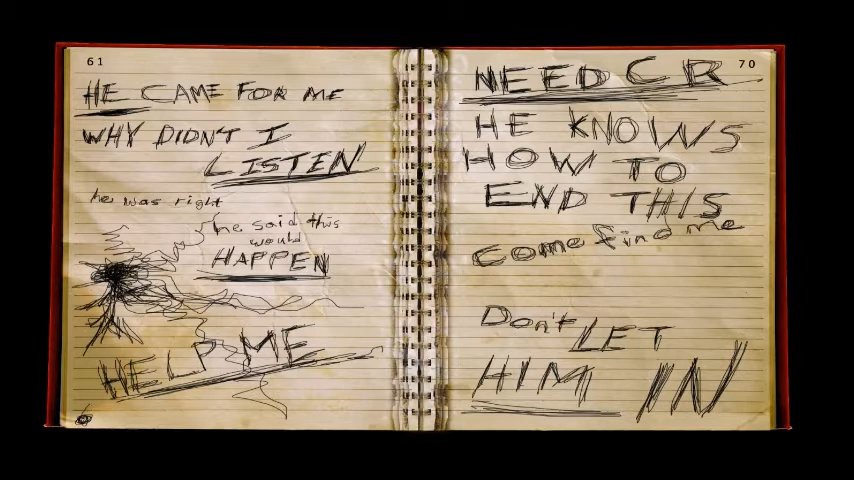 61
HE CAME FOR ME
WHY DIDN'T I
LISTEN
he was right
he said this
would
HAPPEN
HELP ME
70
NEED CR
HE KNOWS
HOW TO
END THIS
come find me
Don't LET
HIM IN